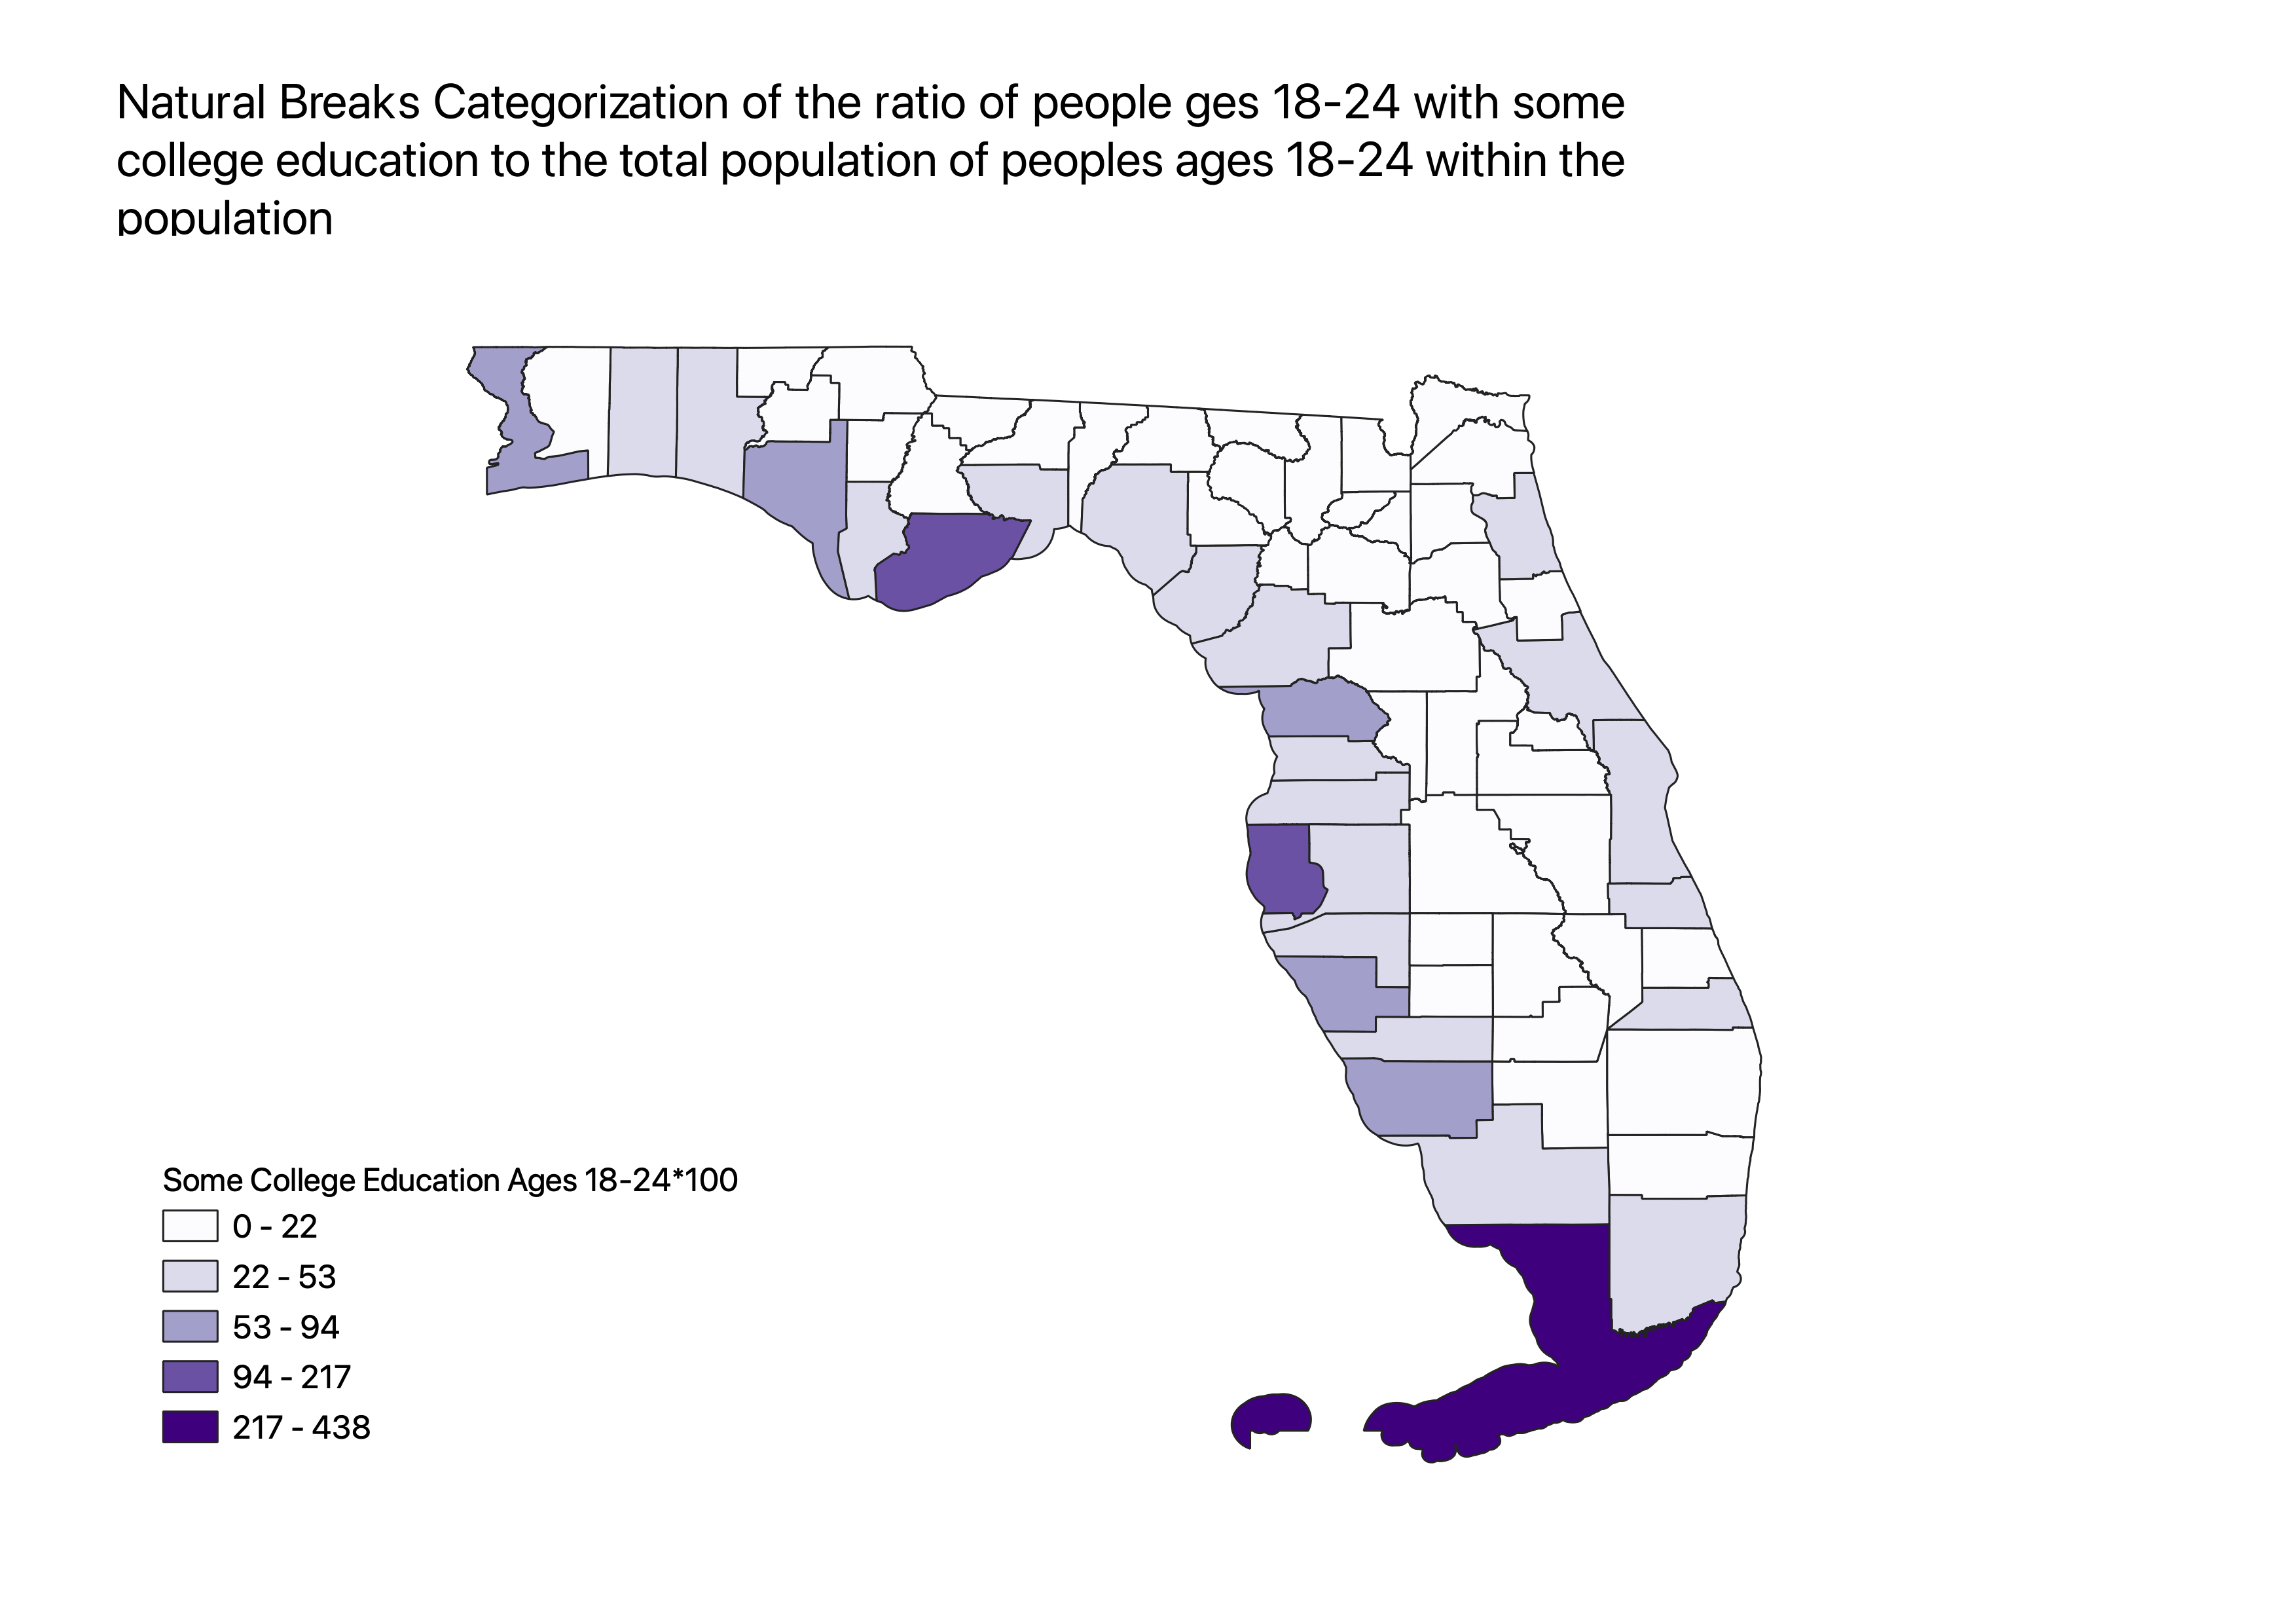 Natural Breaks Categorization of the ratio of people ges 18-24 with some
college education to the total population of peoples ages 18-24 within the
population
Some College Education Ages 18-24*100
0 - 22
22 - 53
53 - 94
94 - 217
217 - 438